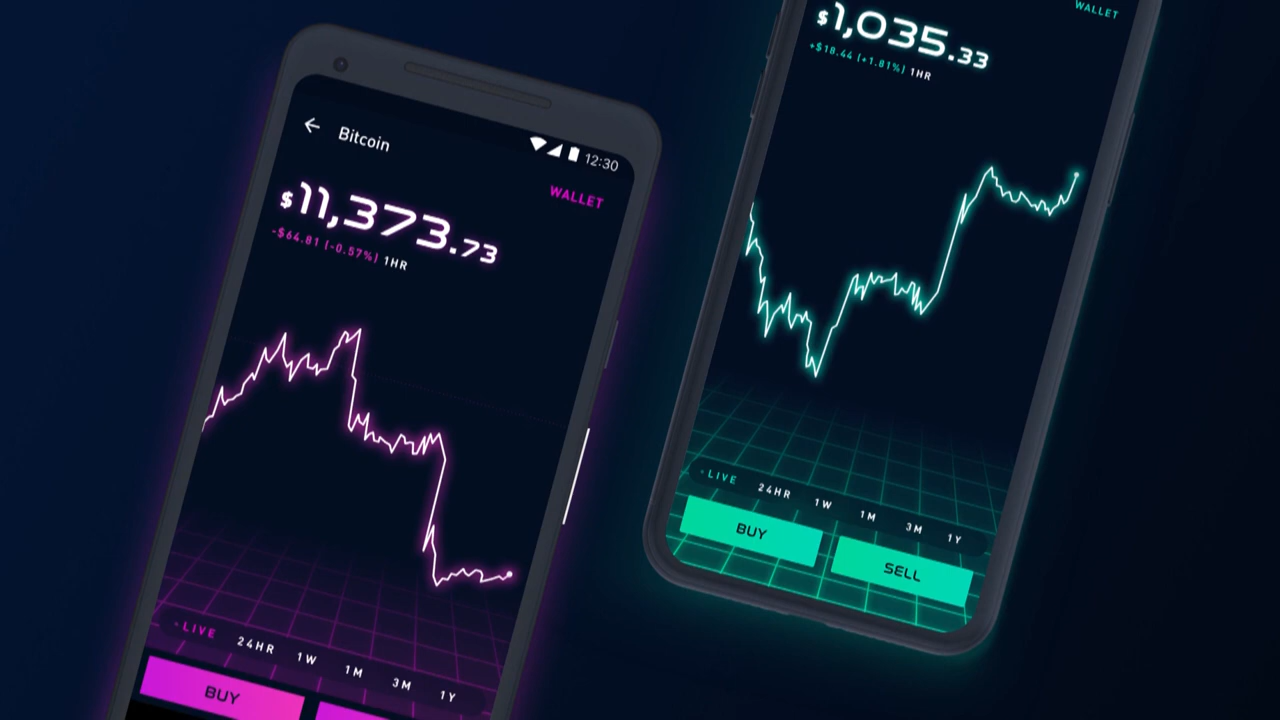 ← Bitcoin
12:30
WALLET
$11,373.73
-$64.81 (-0.57%) 1HR
LIVE 24HR 1W 1M 3M 1Y
BUY
WALLET
$1,035.33
+$18.44 (+1.81%) 1HR
LIVE 24HR 1W 1M 3M 1Y
BUY
SELL